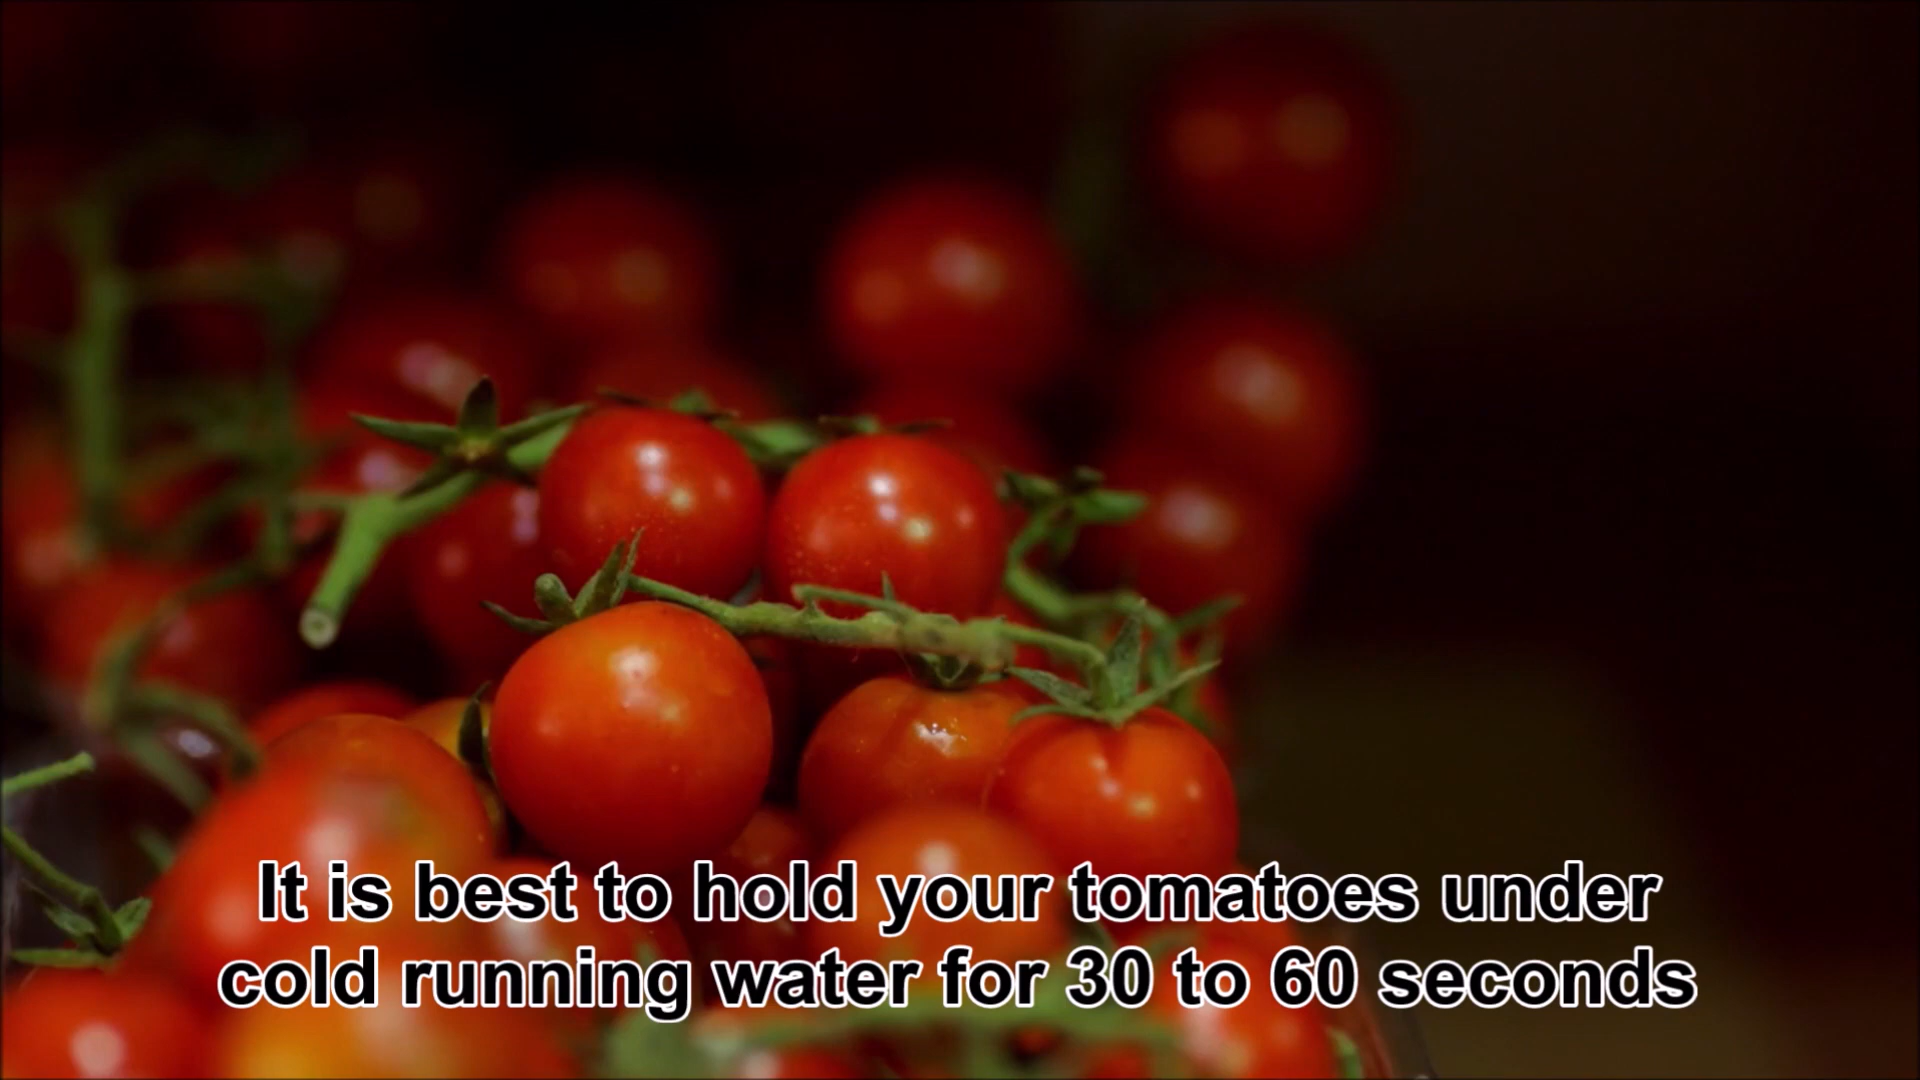 It is best to hold your tomatoes under
cold running water for 30 to 60 seconds